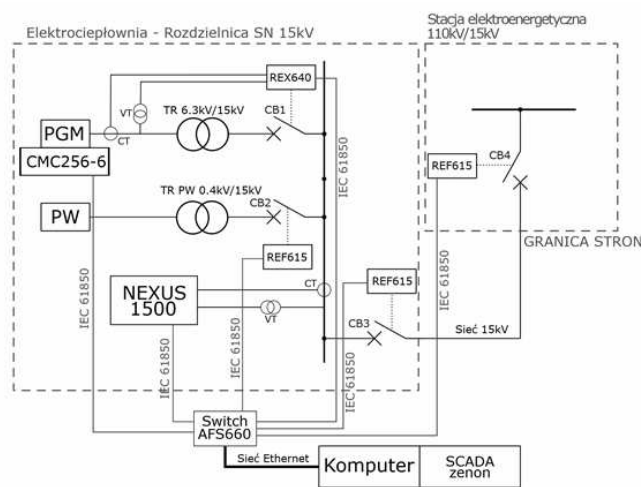 Elektrociepłownia - Rozdzielnica SN 15kV
Stacja elektroenergetyczna
110kV/15kV
REX640
VT
TR 6.3kV/15kV
CB1
PGM
CT
CMC256-6
IEC 61850
REF615
CB4
TR PW 0.4kV/15kV
PW
CB2
REF615
GRANICA STRON
IEC 61850
CT
REF615
NEXUS
1500
VT
CB3
Sieć 15kV
IEC 61850
IEC 61850
IEC 61850
IEC 61850
Switch
AFS660
Sieć Ethernet
Komputer
SCADA
zenon